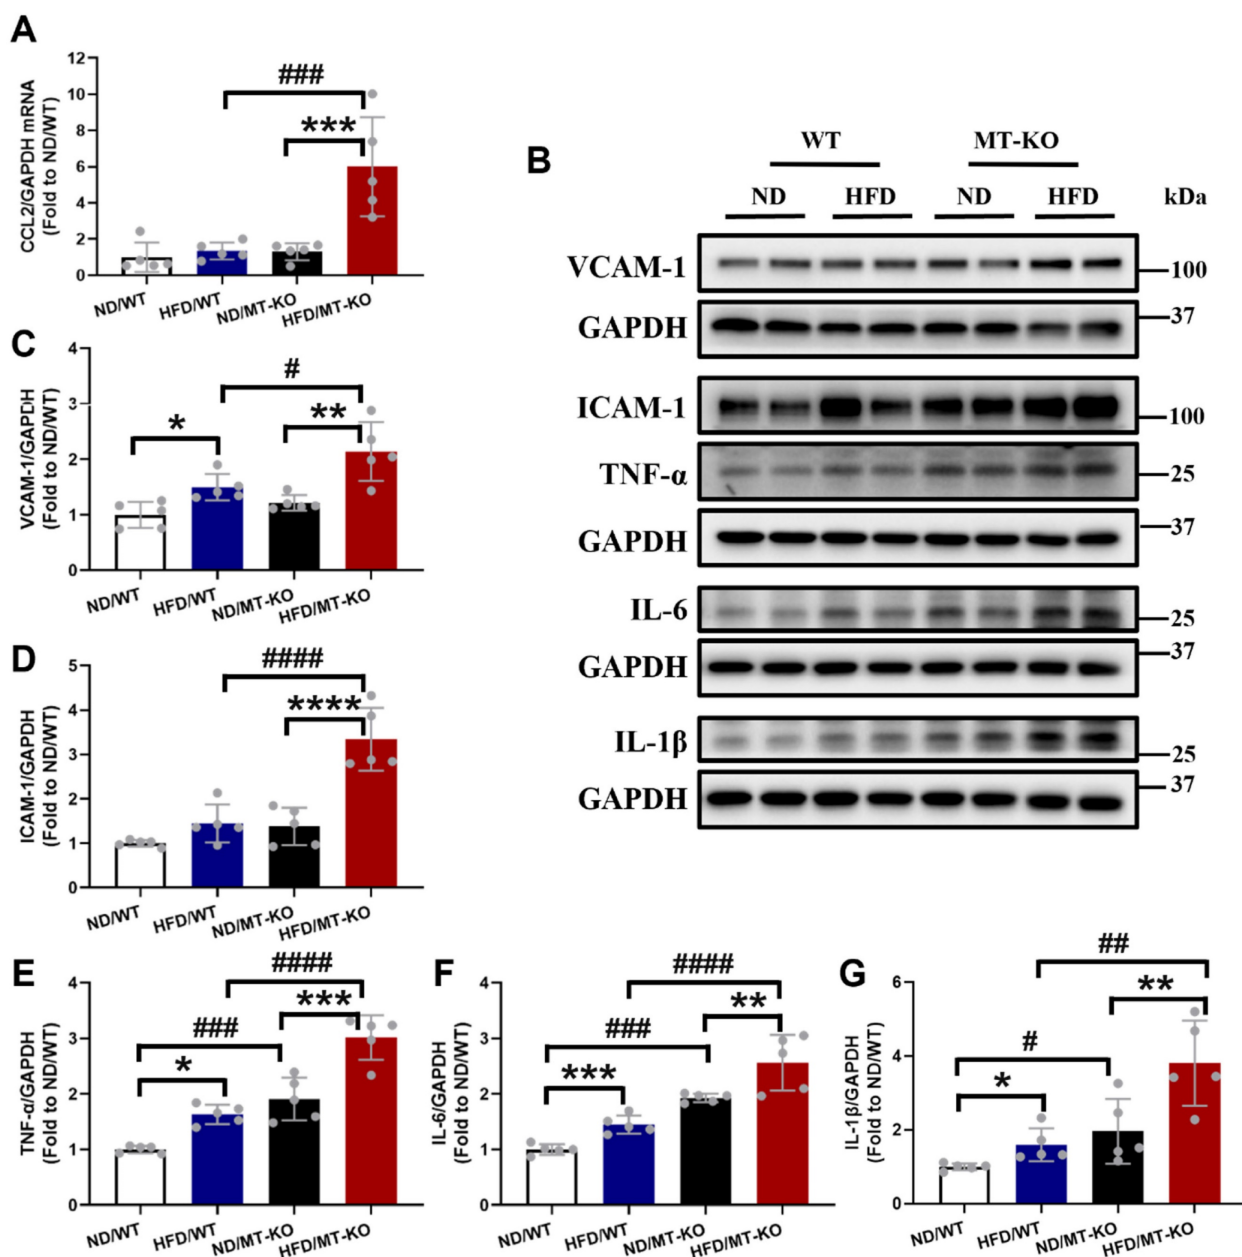 A
CCL2/GAPDH mRNA
(Fold to ND/WT)
12
10
8
6
4
2
0
###
***
ND/WT
HFD/WT
ND/MT-KO
HFD/MT-KO
B
WT
MT-KO
ND
HFD
ND
HFD
kDa
VCAM-1
100
GAPDH
37
ICAM-1
100
TNF-α
25
GAPDH
37
IL-6
25
GAPDH
37
IL-1β
25
GAPDH
37
C
VCAM-1/GAPDH
(Fold to ND/WT)
4
3
2
1
0
#
*
**
ND/WT
HFD/WT
ND/MT-KO
HFD/MT-KO
D
ICAM-1/GAPDH
(Fold to ND/WT)
5
4
3
2
1
0
####
****
ND/WT
HFD/WT
ND/MT-KO
HFD/MT-KO
E
TNF-α/GAPDH
(Fold to ND/WT)
4
3
2
1
0
####
***
###
*
ND/WT
HFD/WT
ND/MT-KO
HFD/MT-KO
F
IL-6/GAPDH
(Fold to ND/WT)
4
3
2
1
0
####
**
###
***
ND/WT
HFD/WT
ND/MT-KO
HFD/MT-KO
G
IL-1β/GAPDH
(Fold to ND/WT)
6
4
2
0
##
**
#
*
ND/WT
HFD/WT
ND/MT-KO
HFD/MT-KO